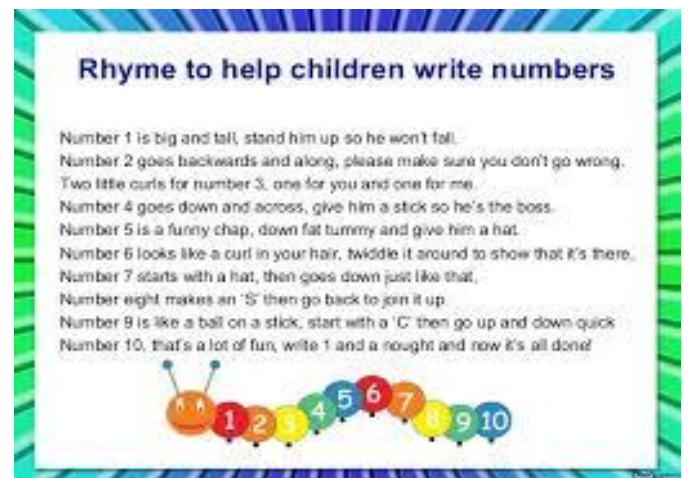 Rhyme to help children write numbers
Number 1 is big and tall, stand him up so he won't fall.
Number 2 goes backwards and along, please make sure you don't go wrong.
Two little curls for number 3, one for you and one for me.
Number 4 goes down and across, give him a stick so he's the boss.
Number 5 is a funny chap, down fat tummy and give him a hat.
Number 6 looks like a curl in your hair, twiddle it around to show that it's there,
Number 7 starts with a hat, then goes down just like that,
Number eight makes an 'S' then go back to join it up
Number 9 is like a ball on a stick, start with a 'C' then go up and down quick
Number 10, that's a lot of fun, write 1 and a nought and now it's all done!
1 2 3 4 5 6 7 8 9 10